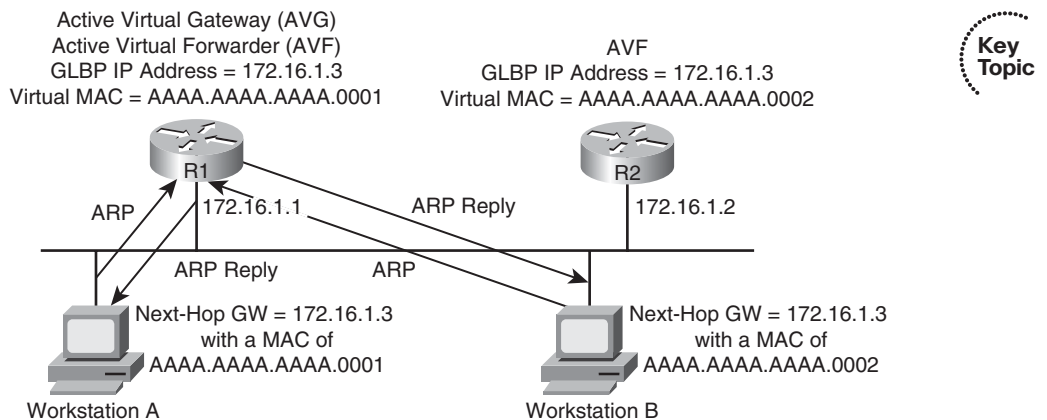 Active Virtual Gateway (AVG)
Active Virtual Forwarder (AVF)
GLBP IP Address = 172.16.1.3
Virtual MAC = AAAA.AAAA.AAAA.0001
AVF
GLBP IP Address = 172.16.1.3
Virtual MAC = AAAA.AAAA.AAAA.0002
Key
Topic
R1
R2
ARP
172.16.1.1
ARP Reply
172.16.1.2
ARP Reply
ARP
Next-Hop GW = 172.16.1.3
with a MAC of
AAAA.AAAA.AAAA.0001
Next-Hop GW = 172.16.1.3
with a MAC of
AAAA.AAAA.AAAA.0002
Workstation A
Workstation B